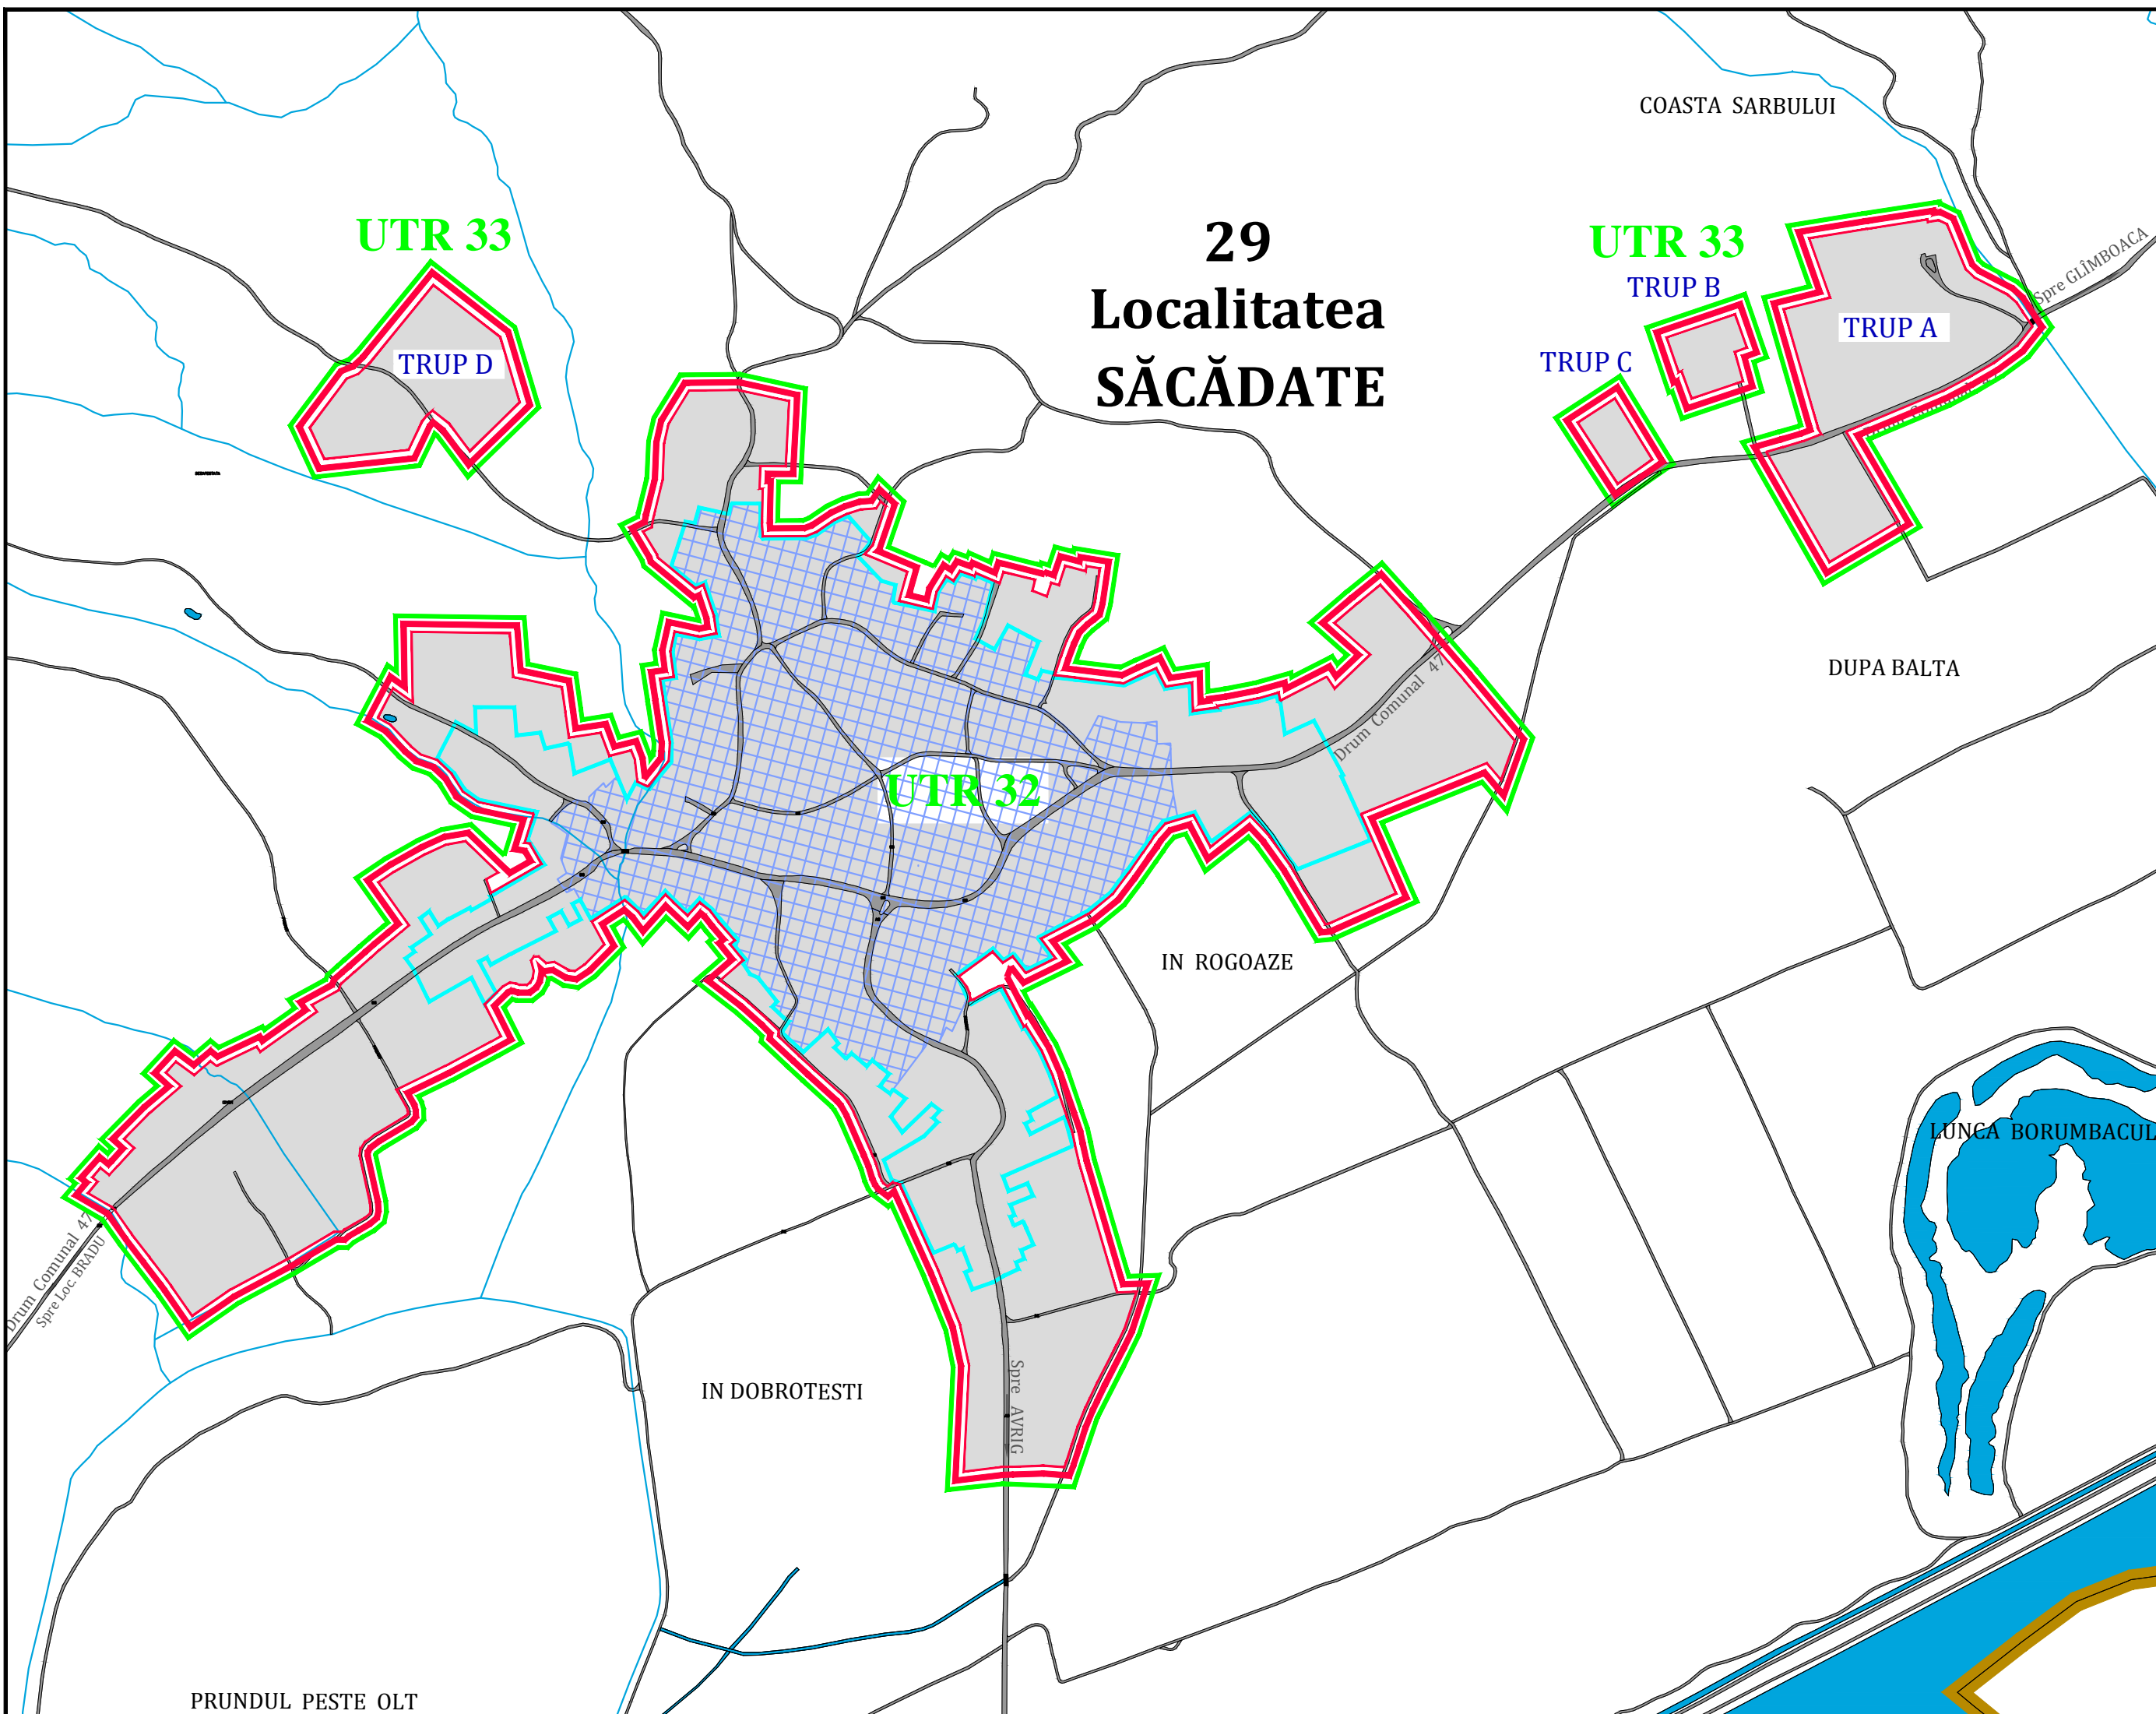 COASTA SARBULUI
UTR 33
29
Localitatea
SĂCĂDATE
UTR 33
TRUP B
TRUP A
Spre GLÎMBOACA
TRUP D
TRUP C
DUPA BALTA
Drum Comunal 47
UTR 32
IN ROGOAZE
LUNCA BORUMBACUL
Drum Comunal 47
Spre Loc. BRADU
IN DOBROTESTI
Spre AVRIG
PRUNDUL PESTE OLT